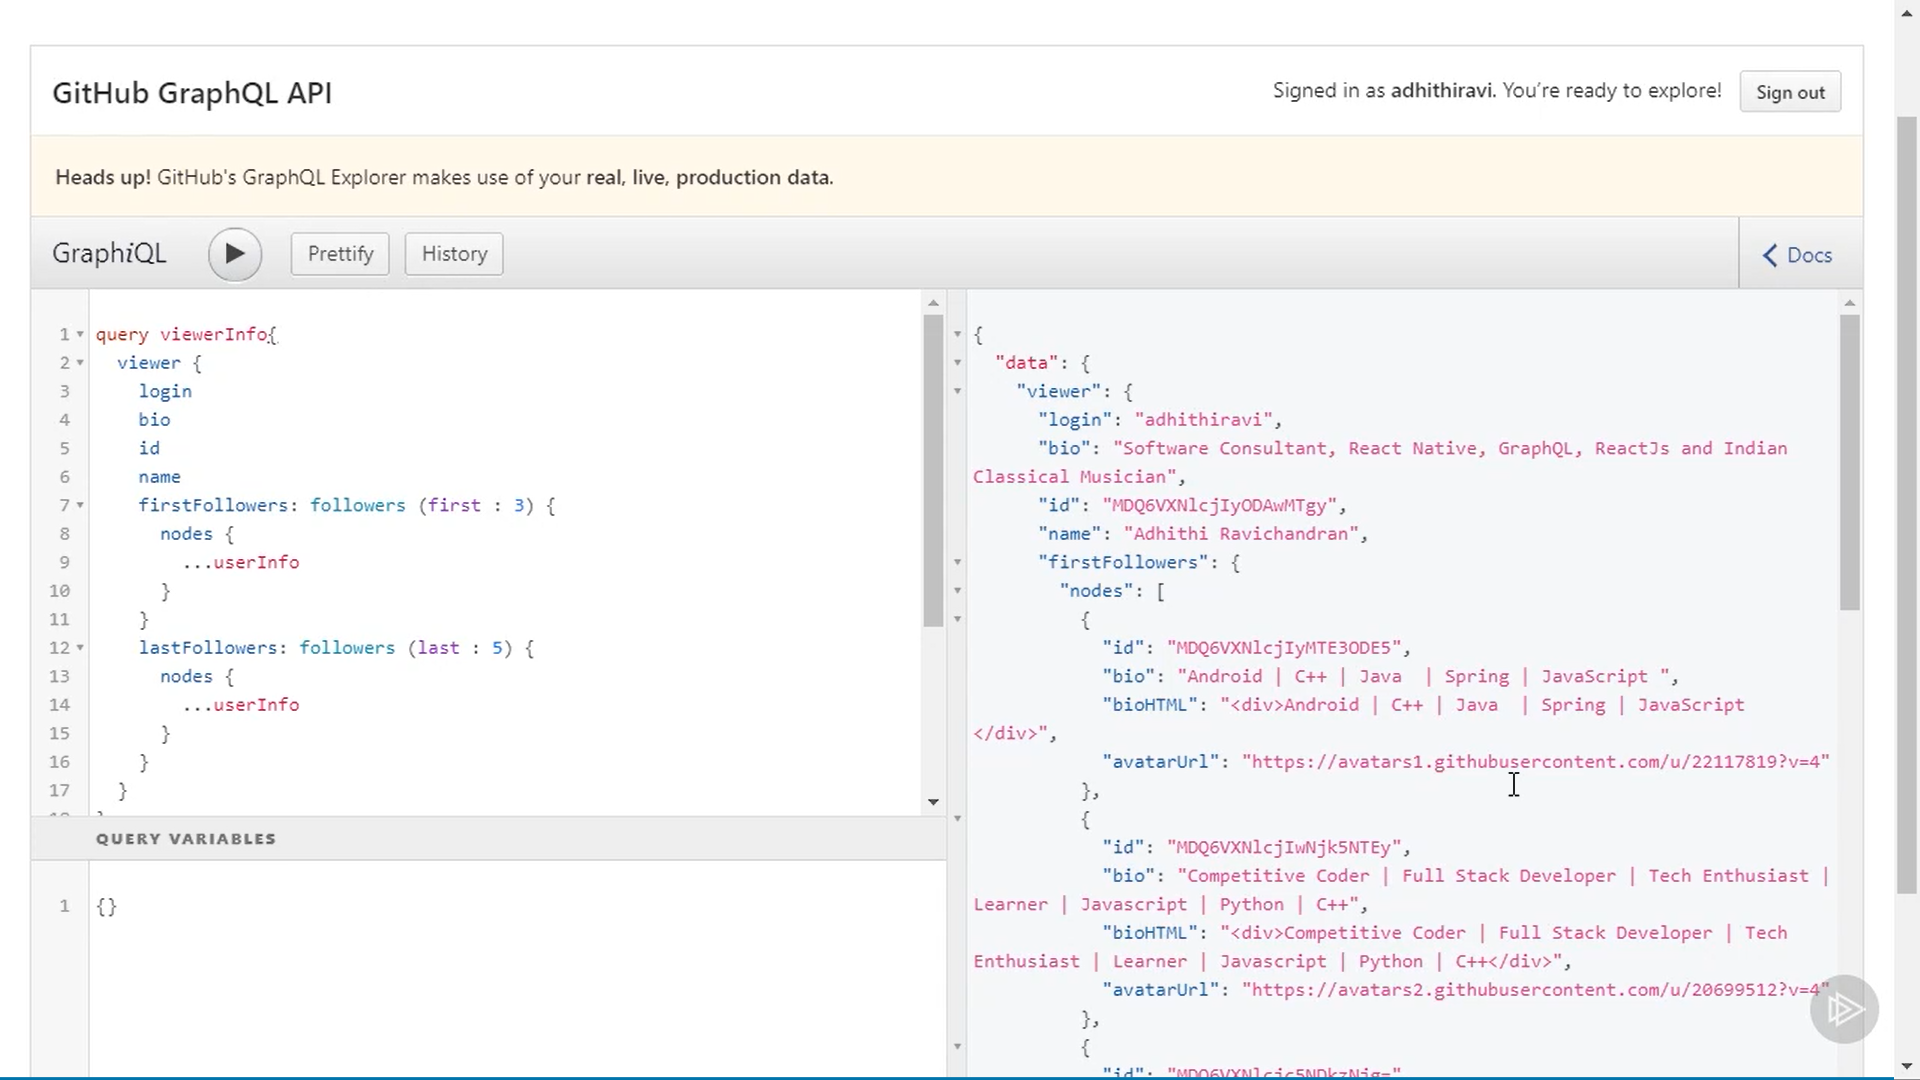 GitHub GraphQL API
Signed in as adhithiravi. You’re ready to explore!
Sign out
Heads up! GitHub's GraphQL Explorer makes use of your real, live, production data.
GraphiQL
Prettify
History
Docs
1 query viewerInfo{
2 viewer {
3 login
4 bio
5 id
6 name
7 firstFollowers: followers (first : 3) {
8 nodes {
9 ...userInfo
10 }
11 }
12 lastFollowers: followers (last : 5) {
13 nodes {
14 ...userInfo
15 }
16 }
17 }
QUERY VARIABLES
1 {}
{
"data": {
"viewer": {
"login": "adhithiravi",
"bio": "Software Consultant, React Native, GraphQL, ReactJs and Indian
Classical Musician",
"id": "MDQ6VXNlcjIyODAwMTgy",
"name": "Adhithi Ravichandran",
"firstFollowers": {
"nodes": [
{
"id": "MDQ6VXNlcjIyMTE3ODE5",
"bio": "Android | C++ | Java  | Spring | JavaScript ",
"bioHTML": "<div>Android | C++ | Java  | Spring | JavaScript
</div>",
"avatarUrl": "https://avatars1.githubusercontent.com/u/22117819?v=4"
},
{
"id": "MDQ6VXNlcjIwNjk5NTEy",
"bio": "Competitive Coder | Full Stack Developer | Tech Enthusiast |
Learner | Javascript | Python | C++",
"bioHTML": "<div>Competitive Coder | Full Stack Developer | Tech
Enthusiast | Learner | Javascript | Python | C++</div>",
"avatarUrl": "https://avatars2.githubusercontent.com/u/20699512?v=4"
},
{